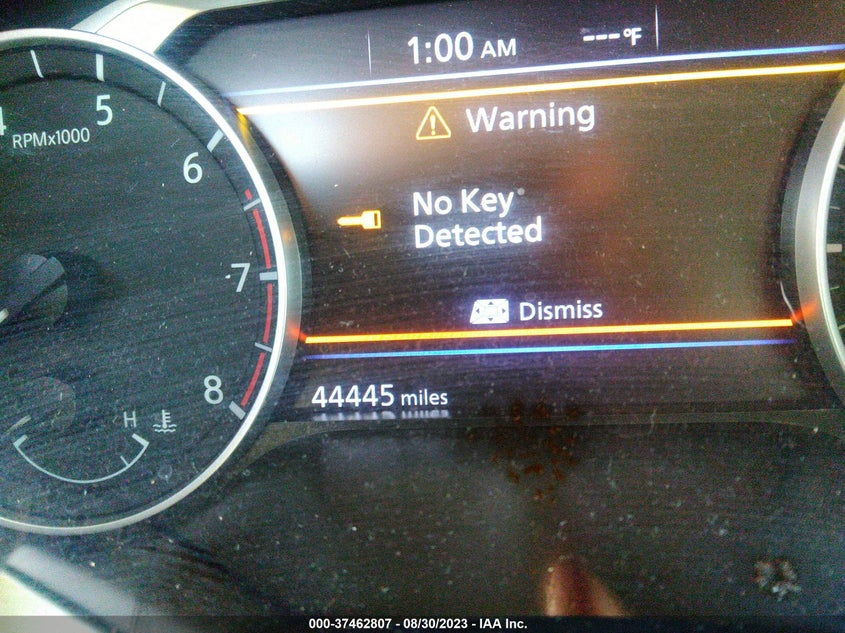 1:00 AM
---°F
5
RPMx1000
6
7
8
H
Warning
No Key
Detected
Dismiss
44445 miles
000-37462807 - 08/30/2023 - IAA Inc.